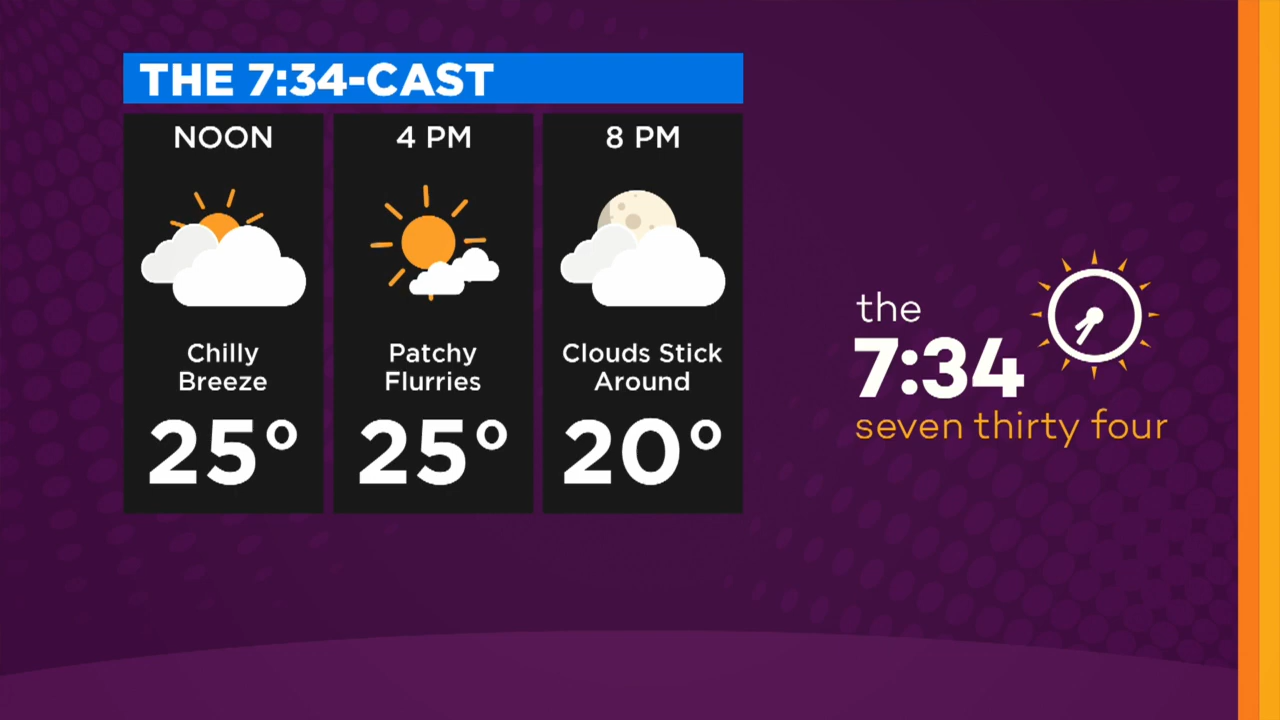 THE 7:34-CAST
NOON
Chilly
Breeze
25°
4 PM
Patchy
Flurries
25°
8 PM
Clouds Stick
Around
20°
the
7:34
seven thirty four